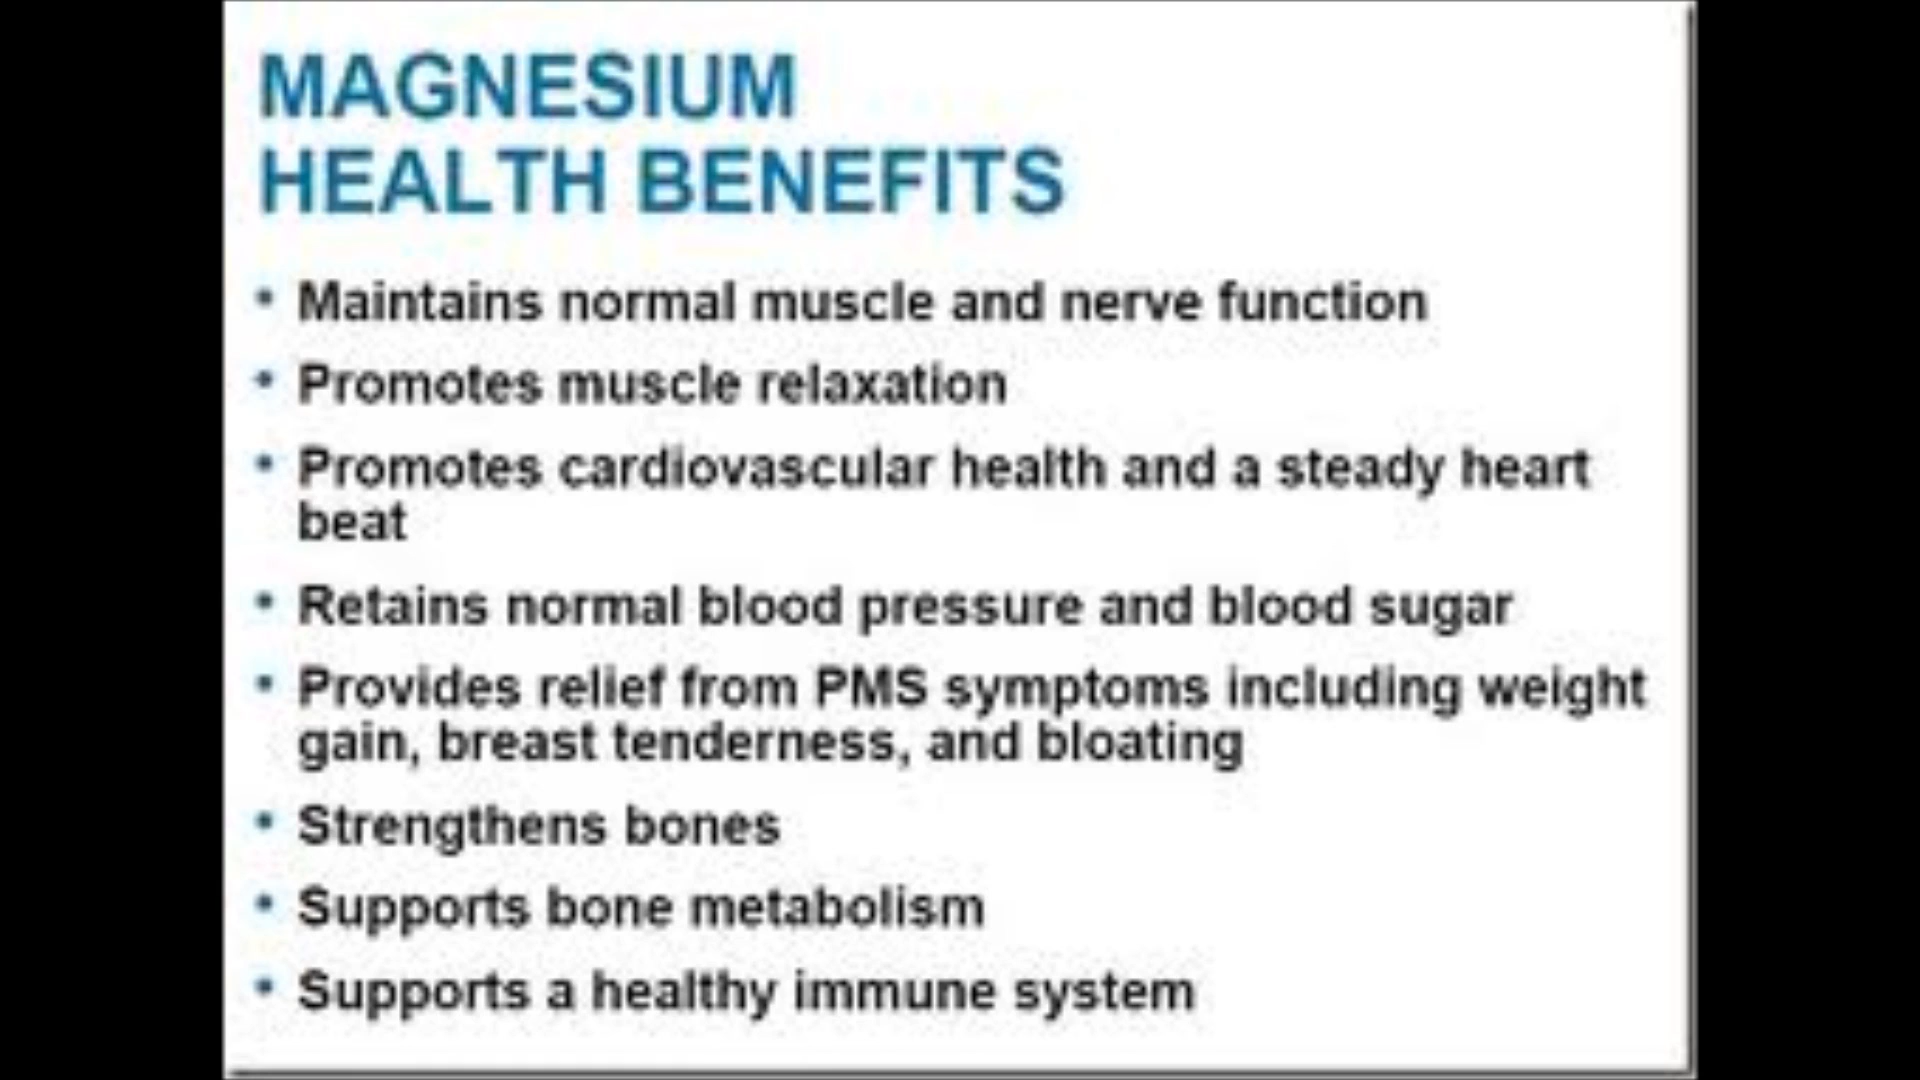 MAGNESIUM
HEALTH BENEFITS
• Maintains normal muscle and nerve function
• Promotes muscle relaxation
• Promotes cardiovascular health and a steady heart
beat
• Retains normal blood pressure and blood sugar
• Provides relief from PMS symptoms including weight
gain, breast tenderness, and bloating
• Strengthens bones
• Supports bone metabolism
• Supports a healthy immune system